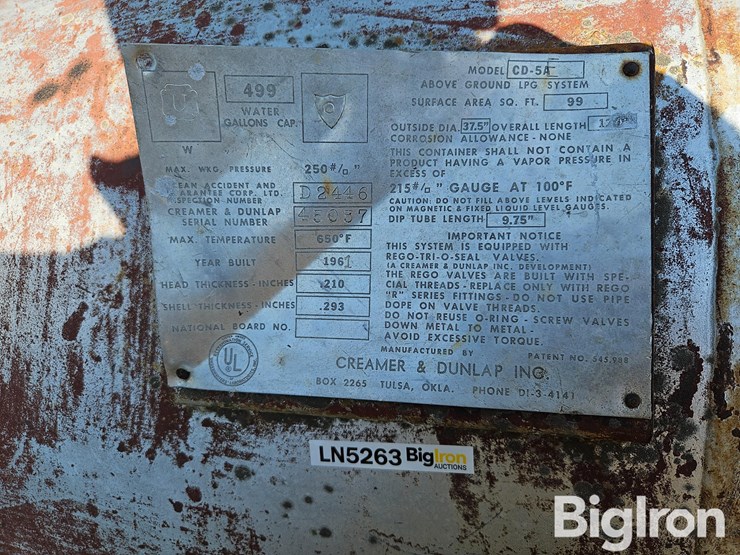 499
WATER
GALLONS CAP.
W
MAX. WKG. PRESSURE 250#/□"
ACCIDENT AND
CORP. LTD.
NUMBER D2446
CREAMER & DUNLAP
SERIAL NUMBER 45037
MAX. TEMPERATURE 650°F
YEAR BUILT 1961
HEAD THICKNESS-INCHES .210
SHELL THICKNESS-INCHES .293
NATIONAL BOARD NO.
UL
MODEL CD-5A
ABOVE GROUND LPG SYSTEM
SURFACE AREA SQ. FT. 99
OUTSIDE DIA. 37.5" OVERALL LENGTH
CORROSION ALLOWANCE - NONE
THIS CONTAINER SHALL NOT CONTAIN A
PRODUCT HAVING A VAPOR PRESSURE IN
EXCESS OF
215#/□" GAUGE AT 100°F
CAUTION: DO NOT FILL ABOVE LEVELS INDICATED
ON MAGNETIC & FIXED LIQUID LEVEL GAUGES.
DIP TUBE LENGTH 9.75"
IMPORTANT NOTICE
THIS SYSTEM IS EQUIPPED WITH
REGO-TRI-O-SEAL VALVES.
(A CREAMER & DUNLAP INC. DEVELOPMENT)
THE REGO VALVES ARE BUILT WITH SPE-
CIAL THREADS - REPLACE ONLY WITH REGO
"R" SERIES FITTINGS - DO NOT USE PIPE
DOPE ON VALVE THREADS.
DO NOT REUSE O-RING - SCREW VALVES
DOWN METAL TO METAL -
AVOID EXCESSIVE TORQUE.
MANUFACTURED BY PATENT NO.
CREAMER & DUNLAP INC.
BOX 2265 TULSA, OKLA. PHONE DI-3-4141
LN5263 BigIron
AUCTIONS
BigIron